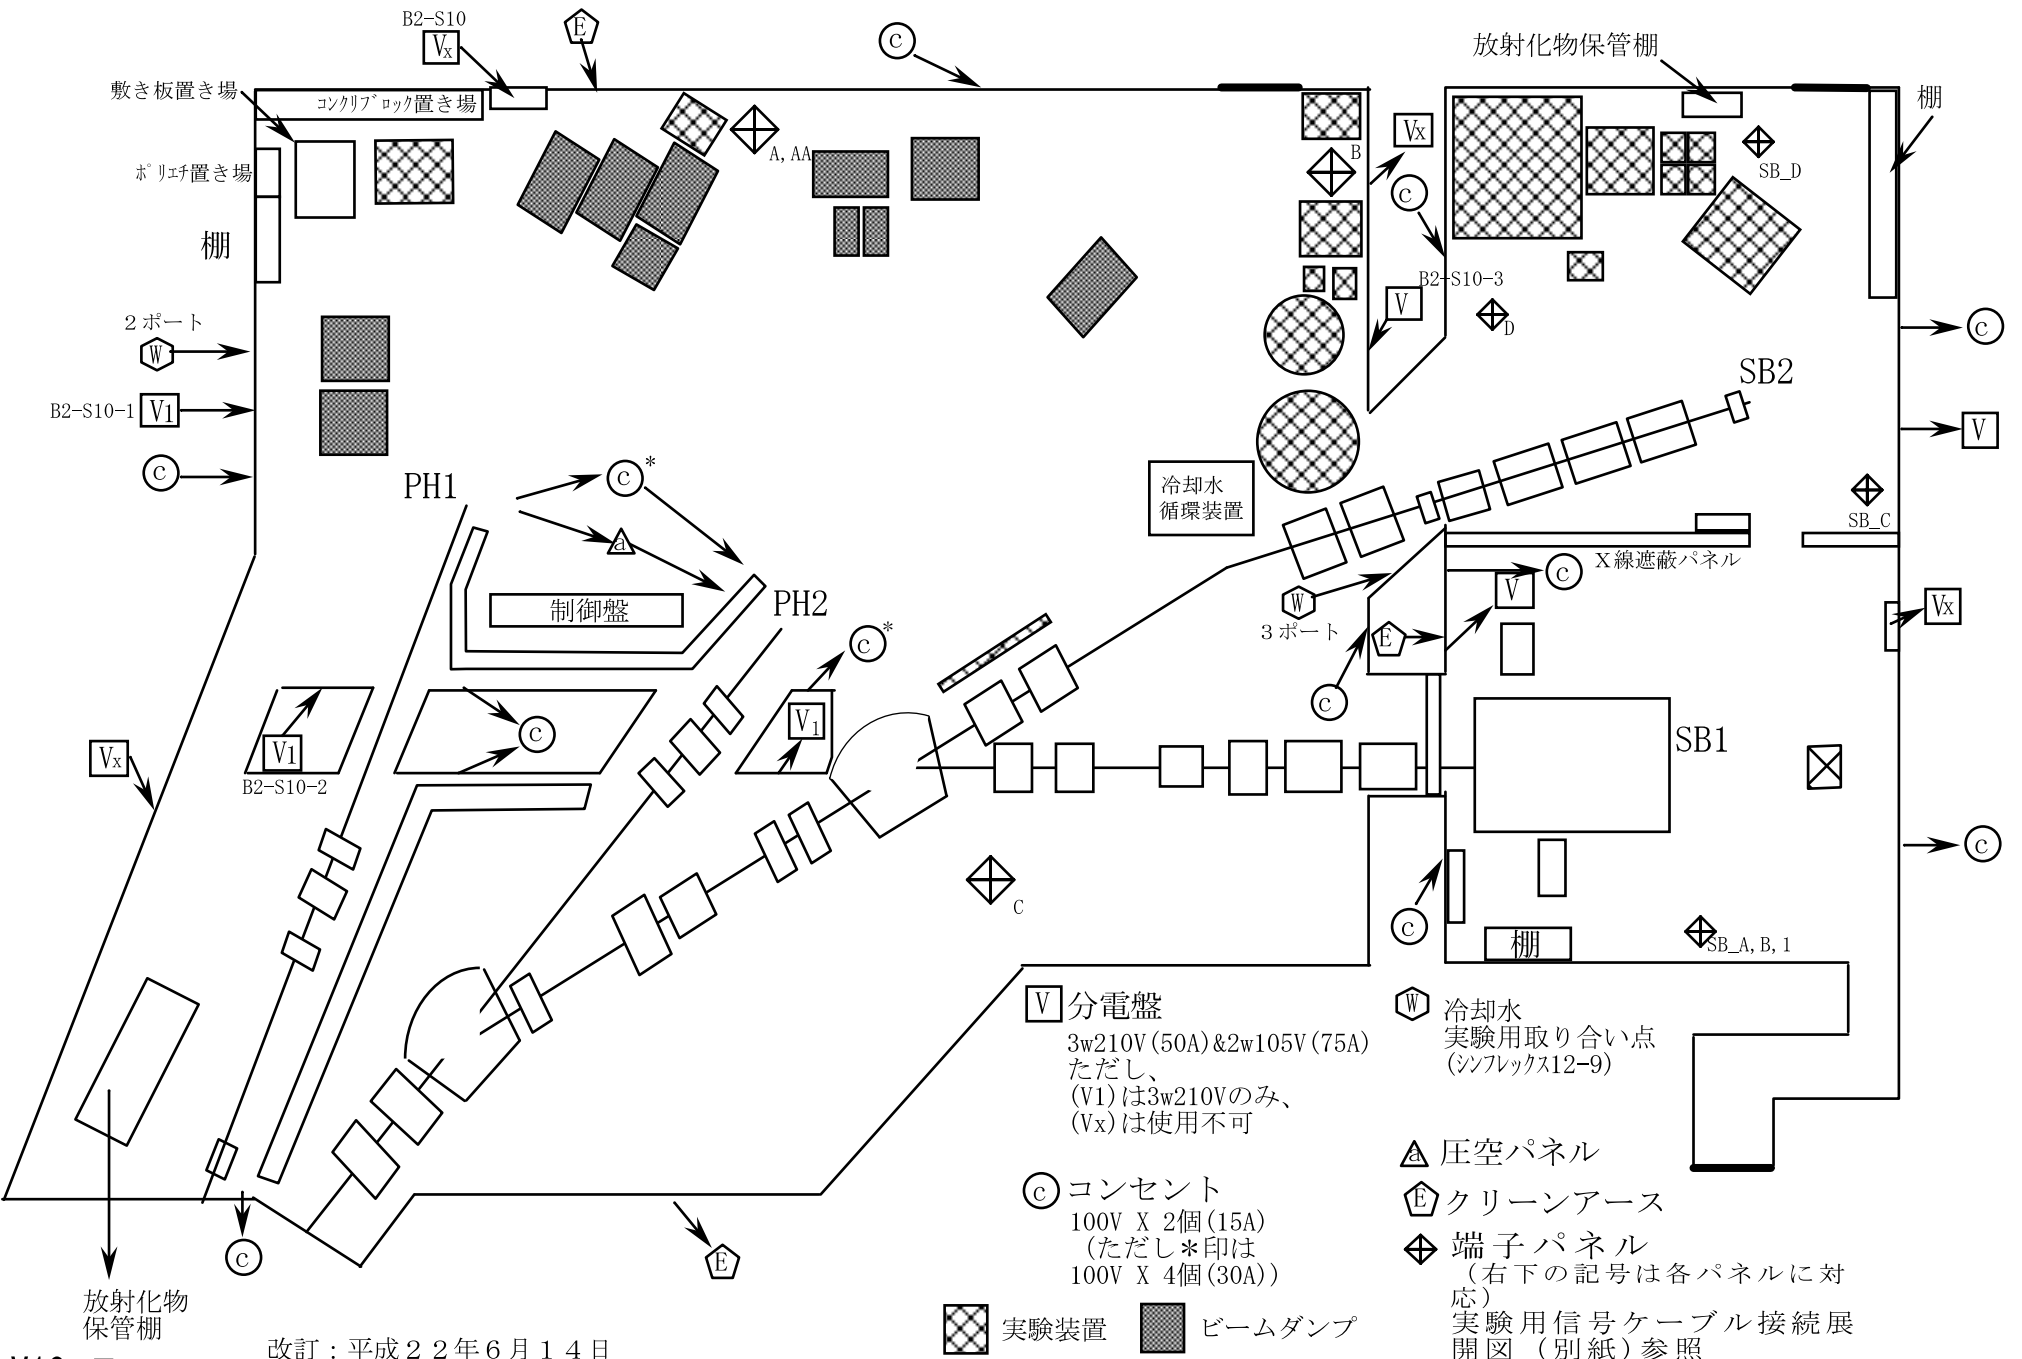 B2-S10
Vx
E
c
放射化物保管棚
敷き板置き場
コンクリブロック置き場
棚
A, AA
B
Vx
SB_D
ポリエチ置き場
c
棚
B2-S10-3
V
D
2ポート
W
c
SB2
B2-S10-1
V1
V
c
PH1
c
*
冷却水
循環装置
SB_C
a
X線遮蔽パネル
c
V
制御盤
PH2
W
3ポート
E
Vx
c
*
c
V1
V1
c
SB1
Vx
B2-S10-2
c
C
c
棚
SB_A, B, 1
V 分電盤
3w210V(50A)&2w105V(75A)
ただし、
(V1)は3w210Vのみ、
(Vx)は使用不可
W 冷却水
実験用取り合い点
(シンフレックス12-9)
a 圧空パネル
c コンセント
100V X 2個(15A)
(ただし*印は
100V X 4個(30A))
E クリーンアース
端子パネル
(右下の記号は各パネルに対
応)
実験用信号ケーブル接続展
開図(別紙)参照
c
E
放射化物
保管棚
実験装置
ビームダンプ
改訂:平成22年6月14日